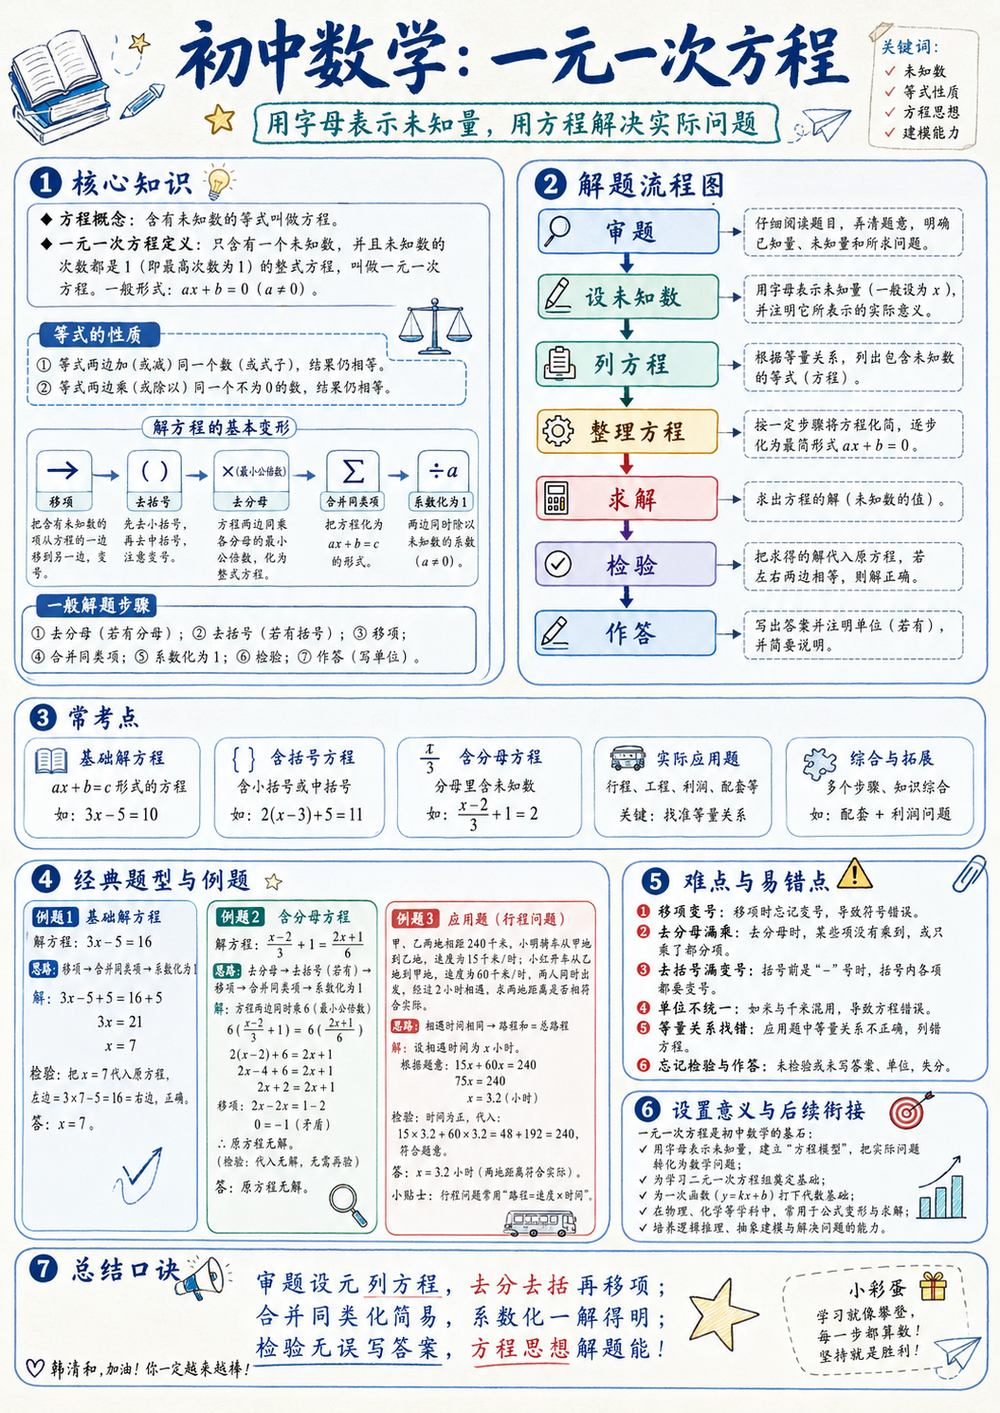 初中数学：一元一次方程
用字母表示未知量，用方程解决实际问题
关键词：
✓ 未知数
✓ 等式性质
✓ 方程思想
✓ 建模能力
1 核心知识
◆ 方程概念：含有未知数的等式叫做方程。
◆ 一元一次方程定义：只含有一个未知数，并且未知数的
次数都是1（即最高次数为1）的整式方程，叫做一元一次
方程。一般形式：ax+b=0（a≠0）。
等式的性质
① 等式两边加（或减）同一个数（或式子），结果仍相等。
② 等式两边乘（或除以）同一个不为0的数，结果仍相等。
解方程的基本变形
→
移项
把含有未知数的
项从方程的一边
移到另一边，变
号。
( )
去括号
先去小括号，
再去中括号，
注意变号。
×(最小公倍数)
去分母
方程两边同乘
各分母的最小
公倍数，化为
整式方程。
Σ
合并同类项
把方程化为
ax+b=c
的形式。
÷a
系数化为1
两边同时除以
未知数的系数
（a≠0）。
一般解题步骤
① 去分母（若有分母）；② 去括号（若有括号）；③ 移项；
④ 合并同类项；⑤ 系数化为1；⑥ 检验；⑦ 作答（写单位）。
2 解题流程图
审题
仔细阅读题目，弄清题意，明确
已知量、未知量和所求问题。
设未知数
用字母表示未知量（一般设为 x），
并注明它所表示的实际意义。
列方程
根据等量关系，列出包含未知数
的等式（方程）。
整理方程
按一定步骤将方程化简，逐步
化为最简形式 ax+b=0。
求解
求出方程的解（未知数的值）。
检验
把求得的解代入原方程，若
左右两边相等，则解正确。
作答
写出答案并注明单位（若有），
并简要说明。
3 常考点
基础解方程
ax+b=c 形式的方程
如：3x-5=10
{ } 含括号方程
含小括号或中括号
如：2(x-3)+5=11
含分母方程
分母里含未知数
如：(x-2)/3+1=2
实际应用题
行程、工程、利润、配套等
关键：找准等量关系
综合与拓展
多个步骤、知识综合
如：配套 + 利润问题
4 经典题型与例题
例题1 基础解方程
解方程：3x-5=16
思路：移项→合并同类项→系数化为1
解：3x-5+5=16+5
3x=21
x=7
检验：把 x=7代入原方程，
左边=3×7-5=16=右边，正确。
答：x=7。
例题2 含分母方程
解方程：(x-2)/3+1=(2x+1)/6
思路：去分母→去括号（若有）→
移项→合并同类项→系数化为1
解：方程两边同时乘6（最小公倍数）
6((x-2)/3+1)=6((2x+1)/6)
2(x-2)+6=2x+1
2x-4+6=2x+1
2x+2=2x+1
移项：2x-2x=1-2
0=-1（矛盾）
∴ 原方程无解。
（检验：代入无解，无需再验）
答：原方程无解。
例题3 应用题（行程问题）
甲、乙两地相距240千米，小明骑车从甲地
到乙地，速度为15千米/时；小红开车从乙
地到甲地，速度为60千米/时，两人同时出
发，经过2小时相遇，求两地距离是否相符
合实际。
思路：相遇时间相同→路程和=总路程
解：设相遇时间为 x 小时。
根据题意：15x+60x=240
75x=240
x=3.2（小时）
检验：时间为正，代入：
15×3.2+60×3.2=48+192=240，
符合题意。
答：x=3.2 小时（两地距离符合实际）。
小贴士：行程问题常用“路程=速度×时间”。
5 难点与易错点
1 移项变号：移项时忘记变号，导致符号错误。
2 去分母漏乘：去分母时，某些项没有乘到，或只
乘了都分项。
3 去括号漏变号：括号前是“-”号时，括号内各项
都要变号。
4 单位不统一：如米与千米混用，导致方程错误。
5 等量关系找错：应用题中等量关系不正确，列错
方程。
6 忘记检验与作答：未检验或未写答案、单位，失分。
6 设置意义与后续衔接
一元一次方程是初中数学的基石：
✓ 用字母表示未知量，建立“方程模型”，把实际问题
转化为数学问题；
✓ 为学习二元一次方程组奠定基础；
✓ 为一次函数（y=kx+b）打下代数基础；
✓ 在物理、化学等学科中，常用于公式变形与求解；
✓ 培养逻辑推理、抽象建模与解决问题的能力。
7 总结口诀
审题设元列方程，去分去括再移项；
合并同类化简易，系数化一解得明；
检验无误写答案，方程思想解题能！
♡ 韩清和，加油！你一定越来越棒！
小彩蛋
学习就像攀登，
每一步都算数！
坚持就是胜利！